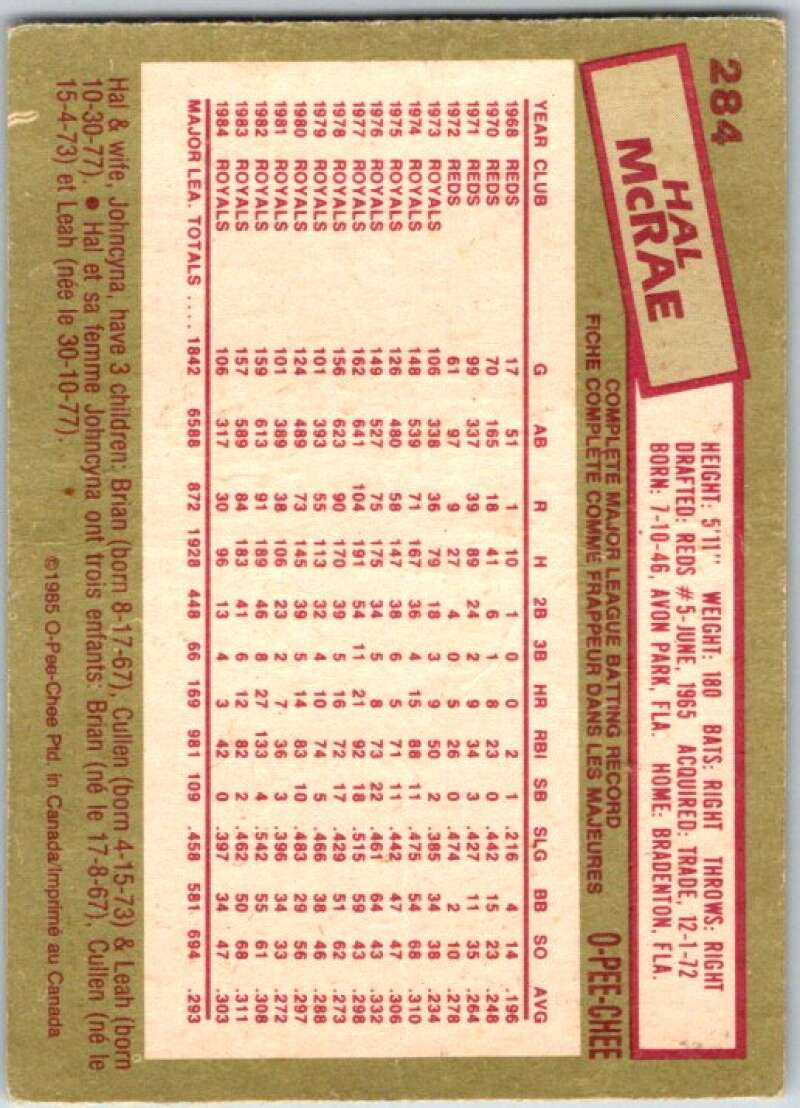 284
HAL
McRAE
HEIGHT: 5'11" WEIGHT: 180 BATS: RIGHT THROWS: RIGHT
DRAFTED: REDS #5-JUNE, 1965 ACQUIRED: TRADE, 12-1-72
BORN: 7-10-46, AVON PARK, FLA. HOME: BRADENTON, FLA.
COMPLETE MAJOR LEAGUE BATTING RECORD
FICHE COMPLÈTE COMME FRAPPEUR DANS LES MAJEURES
O-PEE-CHEE
YEAR CLUB G AB R H 2B 3B HR RBI SB SLG BB SO AVG
1968 REDS 17 51 1 10 1 0 0 2 1 .216 4 14 .196
1970 REDS 70 165 18 41 6 1 8 23 0 .442 15 23 .248
1971 REDS 99 337 39 89 24 2 9 34 3 .427 11 35 .264
1972 REDS 61 97 9 27 4 0 5 26 0 .474 2 10 .278
1973 ROYALS 106 338 36 79 18 3 9 50 2 .385 34 38 .234
1974 ROYALS 148 539 71 167 36 4 15 88 11 .475 54 68 .310
1975 ROYALS 126 480 58 147 38 6 5 71 11 .442 47 47 .306
1976 ROYALS 149 527 75 175 34 5 8 73 22 .461 64 43 .332
1977 ROYALS 162 641 104 191 54 11 21 92 18 .515 59 43 .298
1978 ROYALS 156 623 90 170 39 5 16 72 17 .429 51 62 .273
1979 ROYALS 101 393 55 113 32 4 10 74 5 .466 38 46 .288
1980 ROYALS 124 489 73 145 39 5 14 83 10 .483 29 56 .297
1981 ROYALS 101 389 38 106 23 2 7 36 3 .396 34 33 .272
1982 ROYALS 159 613 91 189 46 8 27 133 4 .542 55 61 .308
1983 ROYALS 157 589 84 183 41 6 12 82 2 .462 50 68 .311
1984 ROYALS 106 317 30 96 13 4 3 42 0 .397 34 47 .303
MAJOR LEA. TOTALS .... 1842 6588 872 1928 448 66 169 981 109 .458 581 694 .293
Hal & wife, Johncyna, have 3 children: Brian (born 8-17-67), Cullen (born 4-15-73) & Leah (born
10-30-77). ● Hal et sa femme Johncyna ont trois enfants: Brian (né le 17-8-67), Cullen (né le
15-4-73) et Leah (née le 30-10-77).
©1985 O-Pee-Chee Ptd. in Canada/Imprimé au Canada